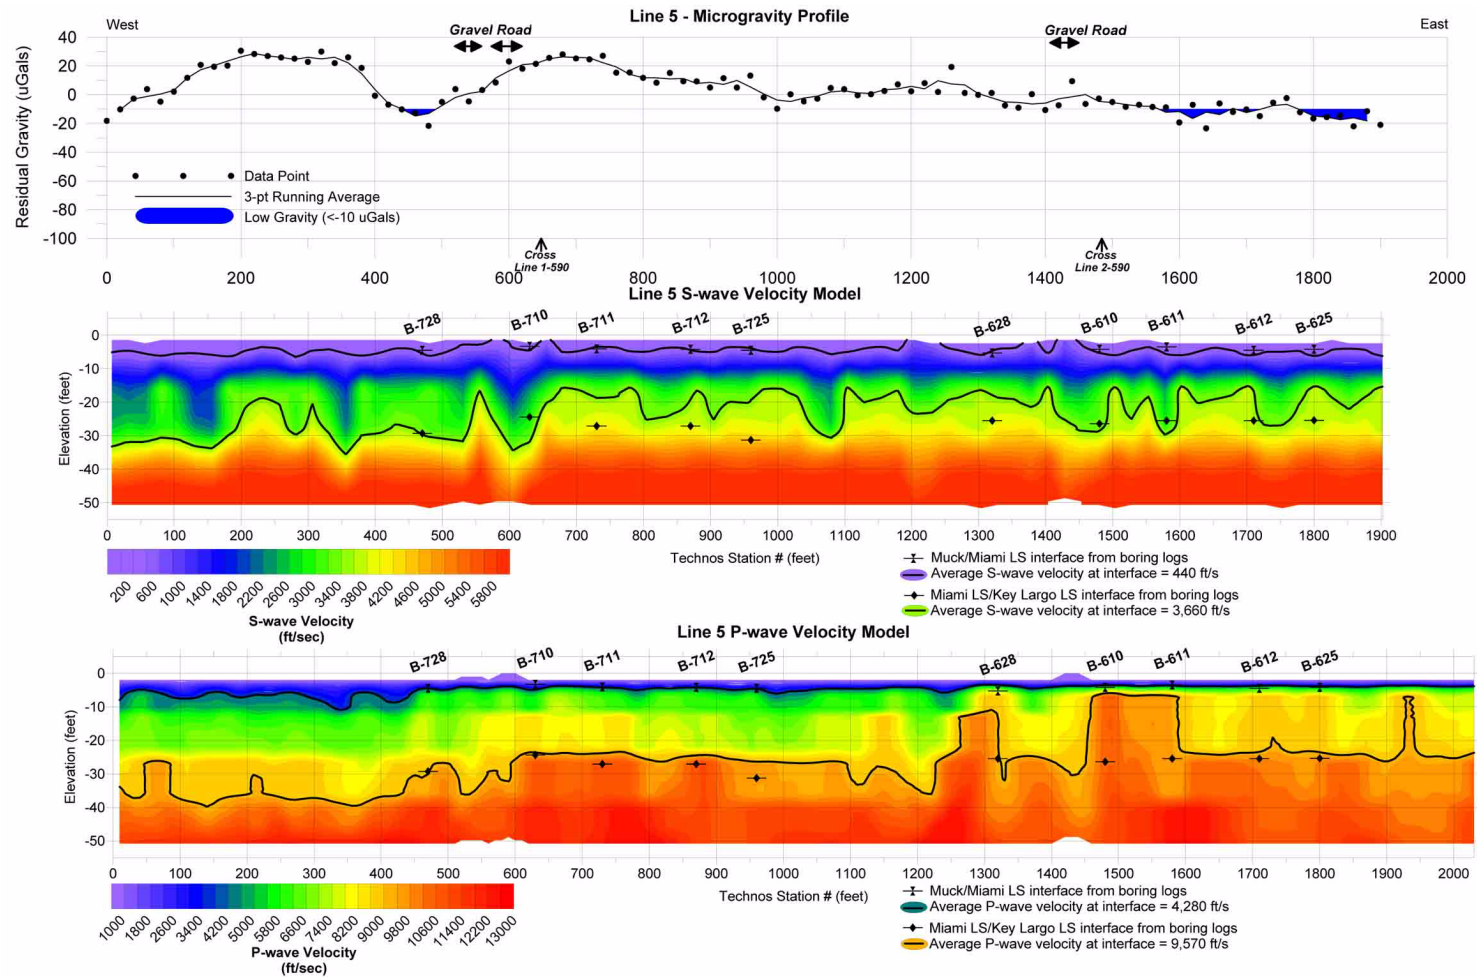 Line 5 - Microgravity Profile
West
East
Gravel Road
Gravel Road
Residual Gravity (uGals)
40
20
0
-20
-40
-60
-80
-100
Data Point
3-pt Running Average
Low Gravity (<-10 uGals)
Cross
Line 1-590
Cross
Line 2-590
0 200 400 600 800 1000 1200 1400 1600 1800 2000
Line 5 S-wave Velocity Model
B-728 B-710 B-711 B-712 B-725 B-628 B-610 B-611 B-612 B-625
Elevation (feet)
0
-10
-20
-30
-40
-50
0 100 200 300 400 500 600 700 800 900 1000 1100 1200 1300 1400 1500 1600 1700 1800 1900
Technos Station # (feet)
200 600 1000 1400 1800 2200 2600 3000 3400 3800 4200 4600 5000 5400 5800
S-wave Velocity
(ft/sec)
Muck/Miami LS interface from boring logs
Average S-wave velocity at interface = 440 ft/s
Miami LS/Key Largo LS interface from boring logs
Average S-wave velocity at interface = 3,660 ft/s
Line 5 P-wave Velocity Model
B-728 B-710 B-711 B-712 B-725 B-628 B-610 B-611 B-612 B-625
Elevation (feet)
0
-10
-20
-30
-40
-50
0 100 200 300 400 500 600 700 800 900 1000 1100 1200 1300 1400 1500 1600 1700 1800 1900 2000
Technos Station # (feet)
1000 1800 2600 3400 4200 5000 5800 6600 7400 8200 9000 9800 10600 11400 12200 13000
P-wave Velocity
(ft/sec)
Muck/Miami LS interface from boring logs
Average P-wave velocity at interface = 4,280 ft/s
Miami LS/Key Largo LS interface from boring logs
Average P-wave velocity at interface = 9,570 ft/s